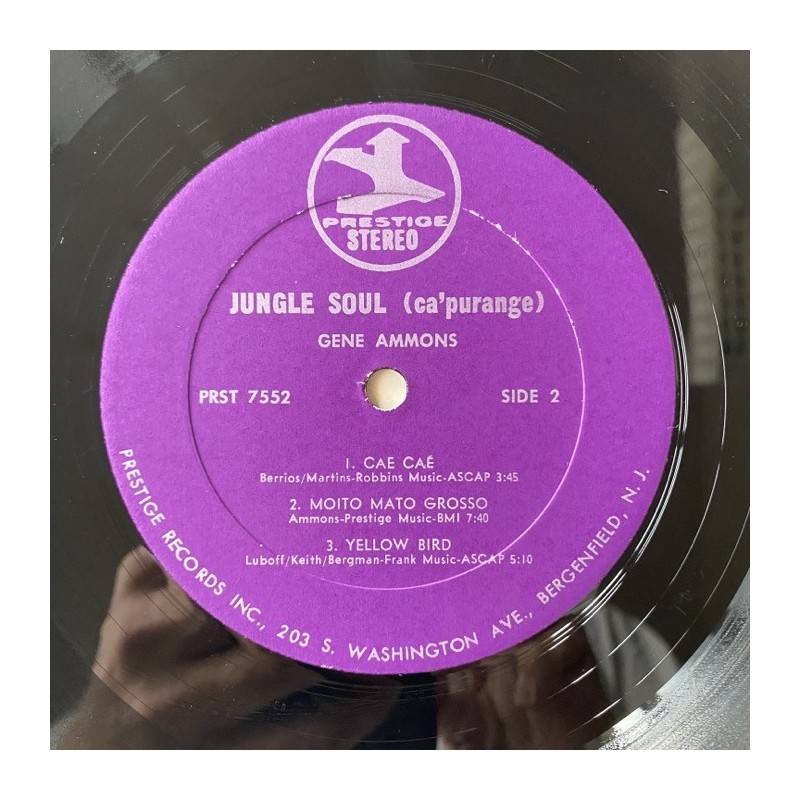 PRESTIGE
STEREO
JUNGLE SOUL (ca'purange)
GENE AMMONS
PRST 7552 SIDE 2
1. CAE CAÉ
Berrios/Martins-Robbins Music-ASCAP 3:45
2. MOITO MATO GROSSO
Ammons-Prestige Music-BMI 7:40
3. YELLOW BIRD
Luboff/Keith/Bergman-Frank Music-ASCAP 5:10
PRESTIGE RECORDS INC., 203 S. WASHINGTON AVE., BERGENFIELD, N. J.